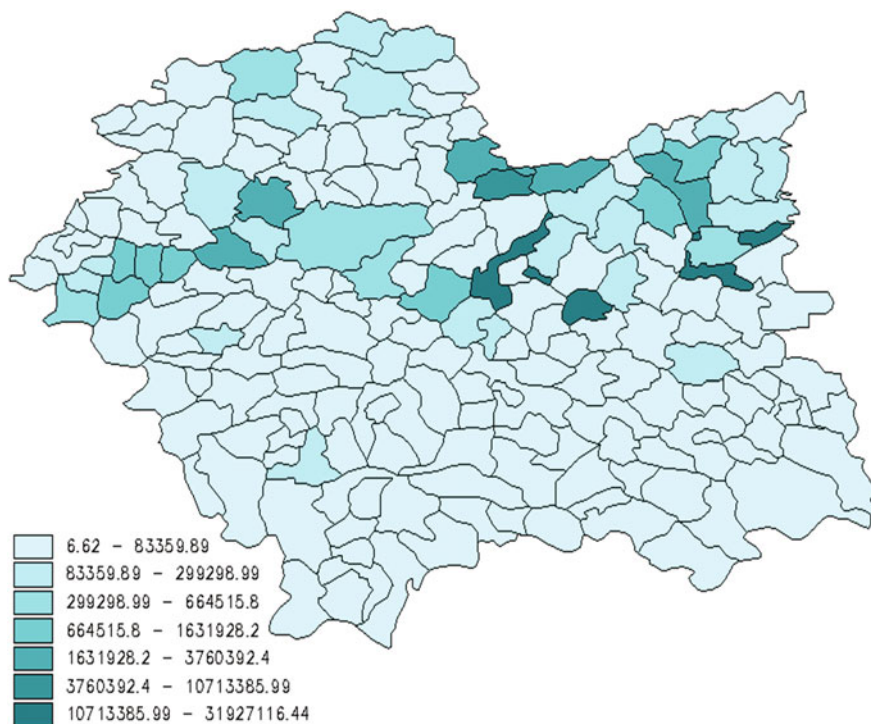 6.62 – 83359.89
83359.89 – 299298.99
299298.99 – 664515.8
664515.8 – 1631928.2
1631928.2 – 3760392.4
3760392.4 – 10713385.99
10713385.99 – 31927116.44